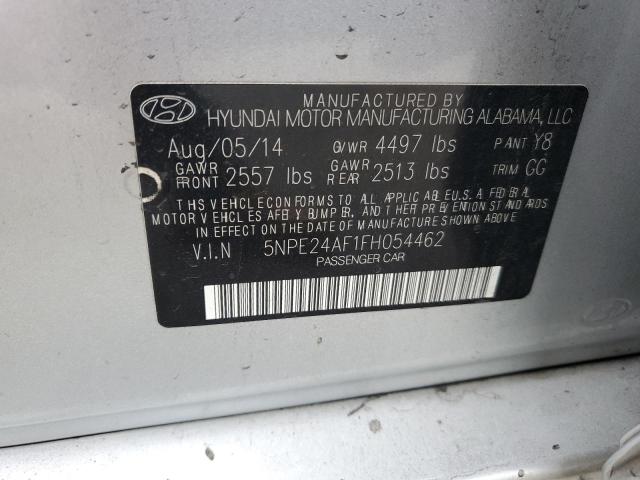 MANUFACTURED BY
HYUNDAI MOTOR MANUFACTURING ALABAMA, LLC
Aug/05/14 GVWR 4497 lbs PAINT Y8
GAWR FRONT 2557 lbs GAWR REAR 2513 lbs TRIM GG
THIS VEHICLE CONFORMS TO ALL APPLICABLE U.S.A. FEDERAL
MOTOR VEHICLE SAFETY BUMPER, AND THEFT PREVENTION STANDARDS
IN EFFECT ON THE DATE OF MANUFACTURE SHOWN ABOVE.
V.I.N 5NPE24AF1FH054462
PASSENGER CAR